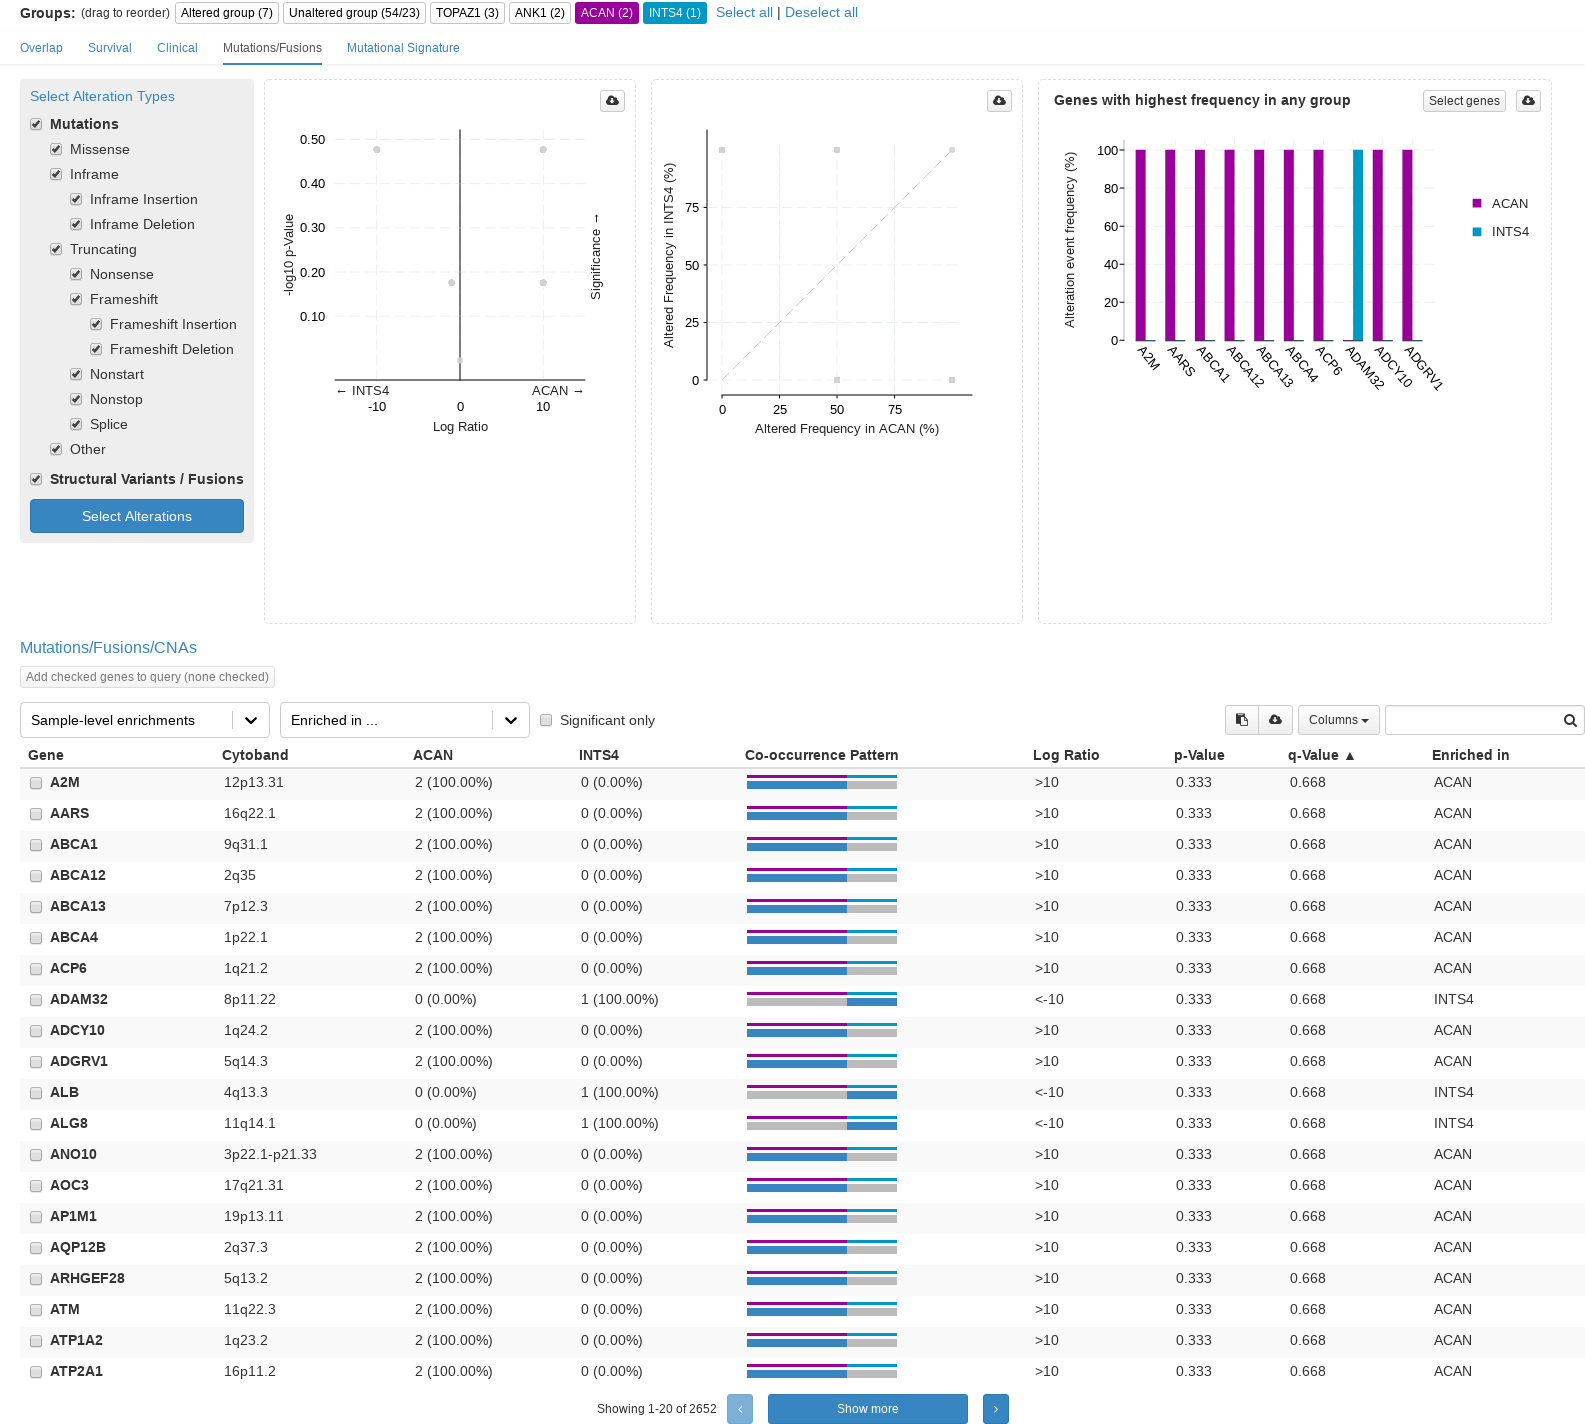 Groups: (drag to reorder) Altered group (7) Unaltered group (54/23) TOPAZ1 (3) ANK1 (2) ACAN (2) INTS4 (1) Select all | Deselect all
Overlap Survival Clinical Mutations/Fusions Mutational Signature
Select Alteration Types
Mutations
Missense
Inframe
Inframe Insertion
Inframe Deletion
Truncating
Nonsense
Frameshift
Frameshift Insertion
Frameshift Deletion
Nonstart
Nonstop
Splice
Other
Structural Variants / Fusions
Select Alterations
0.50
0.40
0.30
0.20
0.10
-log10 p-Value
Significance →
← INTS4 ACAN →
-10 0 10
Log Ratio
Altered Frequency in INTS4 (%)
75
50
25
0
0 25 50 75
Altered Frequency in ACAN (%)
Genes with highest frequency in any group Select genes
Alteration event frequency (%)
100
80
60
40
20
0
A2M AARS ABCA1 ABCA12 ABCA13 ABCA4 ACP6 ADAM32 ADCY10 ADGRV1
ACAN
INTS4
Mutations/Fusions/CNAs
Add checked genes to query (none checked)
Sample-level enrichments Enriched in ... Significant only Columns
Gene Cytoband ACAN INTS4 Co-occurrence Pattern Log Ratio p-Value q-Value ▲ Enriched in
A2M 12p13.31 2 (100.00%) 0 (0.00%) >10 0.333 0.668 ACAN
AARS 16q22.1 2 (100.00%) 0 (0.00%) >10 0.333 0.668 ACAN
ABCA1 9q31.1 2 (100.00%) 0 (0.00%) >10 0.333 0.668 ACAN
ABCA12 2q35 2 (100.00%) 0 (0.00%) >10 0.333 0.668 ACAN
ABCA13 7p12.3 2 (100.00%) 0 (0.00%) >10 0.333 0.668 ACAN
ABCA4 1p22.1 2 (100.00%) 0 (0.00%) >10 0.333 0.668 ACAN
ACP6 1q21.2 2 (100.00%) 0 (0.00%) >10 0.333 0.668 ACAN
ADAM32 8p11.22 0 (0.00%) 1 (100.00%) <-10 0.333 0.668 INTS4
ADCY10 1q24.2 2 (100.00%) 0 (0.00%) >10 0.333 0.668 ACAN
ADGRV1 5q14.3 2 (100.00%) 0 (0.00%) >10 0.333 0.668 ACAN
ALB 4q13.3 0 (0.00%) 1 (100.00%) <-10 0.333 0.668 INTS4
ALG8 11q14.1 0 (0.00%) 1 (100.00%) <-10 0.333 0.668 INTS4
ANO10 3p22.1-p21.33 2 (100.00%) 0 (0.00%) >10 0.333 0.668 ACAN
AOC3 17q21.31 2 (100.00%) 0 (0.00%) >10 0.333 0.668 ACAN
AP1M1 19p13.11 2 (100.00%) 0 (0.00%) >10 0.333 0.668 ACAN
AQP12B 2q37.3 2 (100.00%) 0 (0.00%) >10 0.333 0.668 ACAN
ARHGEF28 5q13.2 2 (100.00%) 0 (0.00%) >10 0.333 0.668 ACAN
ATM 11q22.3 2 (100.00%) 0 (0.00%) >10 0.333 0.668 ACAN
ATP1A2 1q23.2 2 (100.00%) 0 (0.00%) >10 0.333 0.668 ACAN
ATP2A1 16p11.2 2 (100.00%) 0 (0.00%) >10 0.333 0.668 ACAN
Showing 1-20 of 2652 ‹ Show more ›